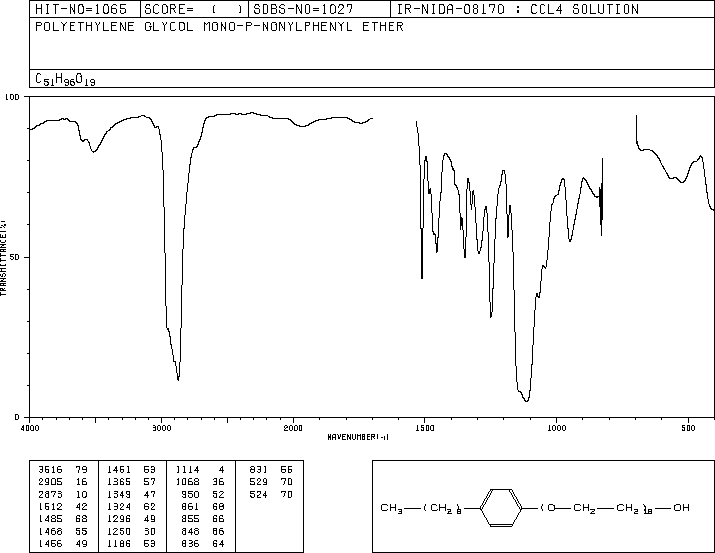 HIT-NO=1065 SCORE= ( ) SDBS-NO=1027 IR-NIDA-08170 : CCL4 SOLUTION
POLYETHYLENE GLYCOL MONO-P-NONYLPHENYL ETHER
C51H96O19
100
50
0
TRANSMITTANCE(%)
4000 3000 2000 1500 1000 500
WAVENUMBER(-1)
3616 79 1461 59 1114 4 831 55
2905 16 1365 57 1068 36 529 70
2873 10 1349 47 950 52 524 70
1512 42 1324 62 861 68
1485 68 1296 49 855 66
1468 55 1250 30 848 66
1456 49 1186 53 836 64
CH3 (CH2)8 (O CH2 CH2)18 OH